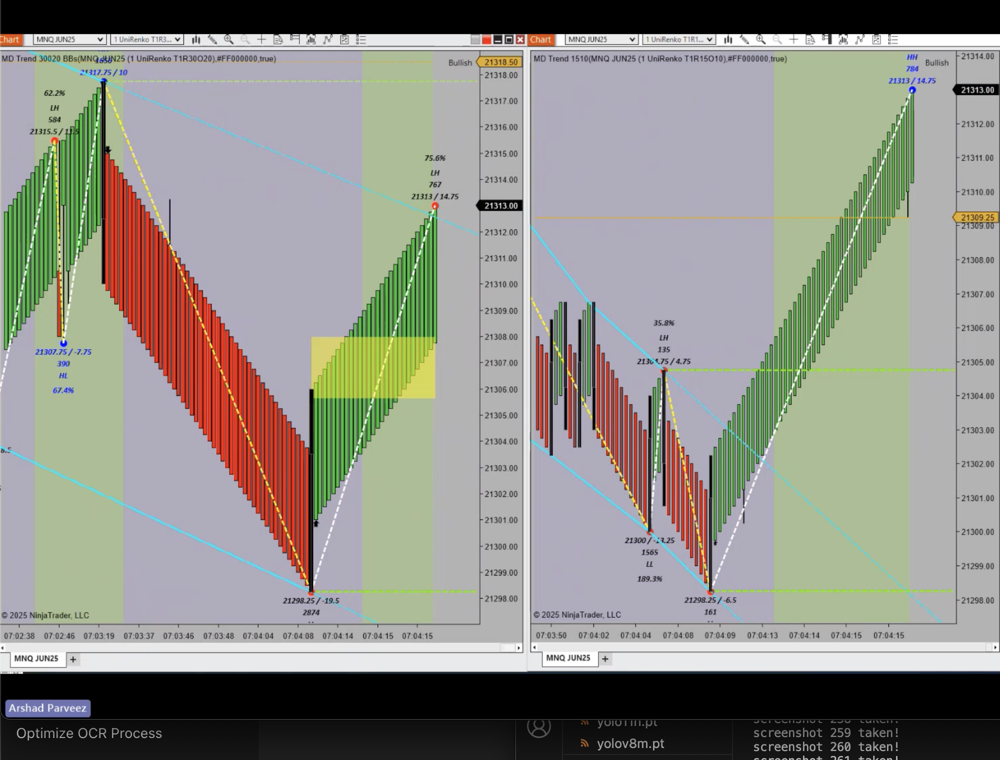 Chart
MNQ JUN25
1 UniRenko T1R3...
MD Trend 30020 BBs(MNQ JUN25 (1 UniRenko T1R30O20),#FF000000,true)
Bullish
21317.75 / 10
62.2%
LH
584
21307.75 / -7.75
390
HL
67.4%
75.6%
LH
767
21313 / 14.75
21298.25 / -19.5
2874
21318.50
21318.00
21317.00
21316.00
21315.00
21314.00
21313.00
21312.00
21311.00
21310.00
21309.00
21308.00
21307.00
21306.00
21305.00
21304.00
21303.00
21302.00
21301.00
21300.00
21299.00
21298.00
© 2025 NinjaTrader, LLC
07:02:38 07:02:46 07:03:19 07:03:37 07:03:46 07:03:48 07:04:04 07:04:08 07:04:14 07:04:15 07:04:15
MNQ JUN25 +
Chart
MNQ JUN25
1 UniRenko T1R1...
MD Trend 1510(MNQ JUN25 (1 UniRenko T1R15O10),#FF000000,true)
Bullish
HH
784
21313 / 14.75
35.8%
LH
135
21300 / -13.25
1565
LL
189.3%
21298.25 / -6.5
161
21314.00
21313.00
21312.00
21311.00
21310.00
21309.25
21309.00
21308.00
21307.00
21306.00
21305.00
21304.00
21303.00
21302.00
21301.00
21300.00
21299.00
21298.00
© 2025 NinjaTrader, LLC
07:03:50 07:04:02 07:04:04 07:04:08 07:04:09 07:04:13 07:04:14 07:04:15 07:04:15
MNQ JUN25 +
Arshad Parveez
Optimize OCR Process
yolo11n.pt
yolov8m.pt
screenshot 259 taken!
screenshot 260 taken!
screenshot 261 taken!